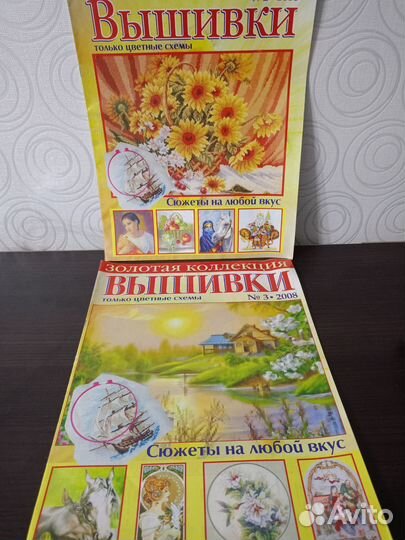 Вышивки
только цветные схемы
Сюжеты на любой вкус
ЗОЛОТАЯ КОЛЛЕКЦИЯ
ВЫШИВКИ
только цветные схемы
№ 3 • 2008
Сюжеты на любой вкус
Avito